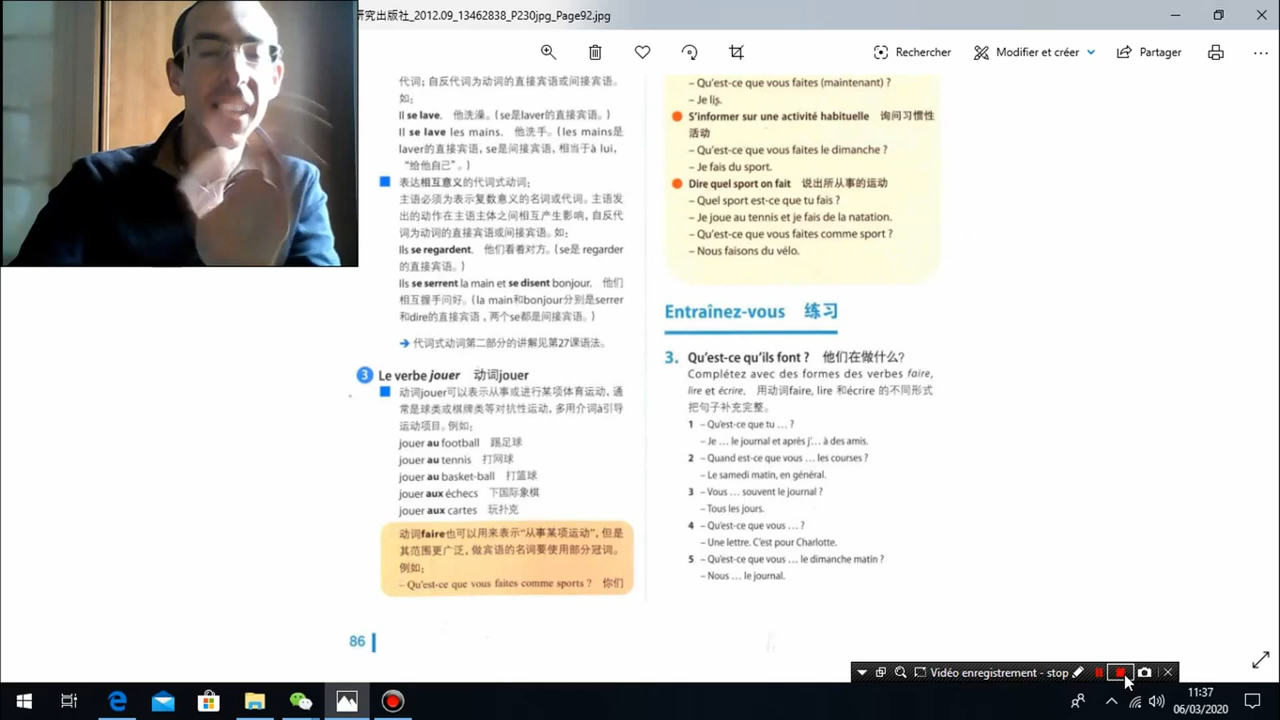 研究出版社_2012.09_13462838_P230jpg_Page92.jpg
Rechercher
Modifier et créer
Partager
代词; 自反代词为动词的直接宾语或间接宾语。
如:
Il se lave. 他洗澡。(se是laver的直接宾语。)
Il se lave les mains. 他洗手。(les mains是
laver的直接宾语, se是间接宾语, 相当于à lui,
“给他自己”。)
表达相互意义的代词式动词:
主语必须为表示复数意义的名词或代词。主语发
出的动作在主语主体之间相互产生影响, 自反代
词为动词的直接宾语或间接宾语。如:
Ils se regardent. 他们看着对方。(se是 regarder
的直接宾语。)
Ils se serrent la main et se disent bonjour. 他们
相互握手问好。(la main和bonjour分别是serrer
和dire的直接宾语, 两个se都是间接宾语。)
➔ 代词式动词第二部分的讲解见第27课语法。
3 Le verbe jouer 动词jouer
动词jouer可以表示从事或进行某项体育运动, 通
常是球类或棋牌类等对抗性运动, 多用介词à引导
运动项目。例如:
jouer au football 踢足球
jouer au tennis 打网球
jouer au basket-ball 打篮球
jouer aux échecs 下国际象棋
jouer aux cartes 玩扑克
动词faire也可以用来表示“从事某项运动”, 但是
其范围更广泛, 做宾语的名词要使用部分冠词。
例如:
– Qu'est-ce que vous faites comme sports ? 你们
86
– Qu'est-ce que vous faites (maintenant) ?
– Je lis.
S'informer sur une activité habituelle 询问习惯性
活动
– Qu'est-ce que vous faites le dimanche ?
– Je fais du sport.
Dire quel sport on fait 说出所从事的运动
– Quel sport est-ce que tu fais ?
– Je joue au tennis et je fais de la natation.
– Qu'est-ce que vous faites comme sport ?
– Nous faisons du vélo.
Entraînez-vous 练习
3. Qu'est-ce qu'ils font ? 他们在做什么?
Complétez avec des formes des verbes faire,
lire et écrire. 用动词faire, lire 和écrire 的不同形式
把句子补充完整。
1 – Qu'est-ce que tu … ?
– Je … le journal et après j'… à des amis.
2 – Quand est-ce que vous … les courses ?
– Le samedi matin, en général.
3 – Vous … souvent le journal ?
– Tous les jours.
4 – Qu'est-ce que vous … ?
– Une lettre. C'est pour Charlotte.
5 – Qu'est-ce que vous … le dimanche matin ?
– Nous … le journal.
Vidéo enregistrement - stop
11:37
06/03/2020